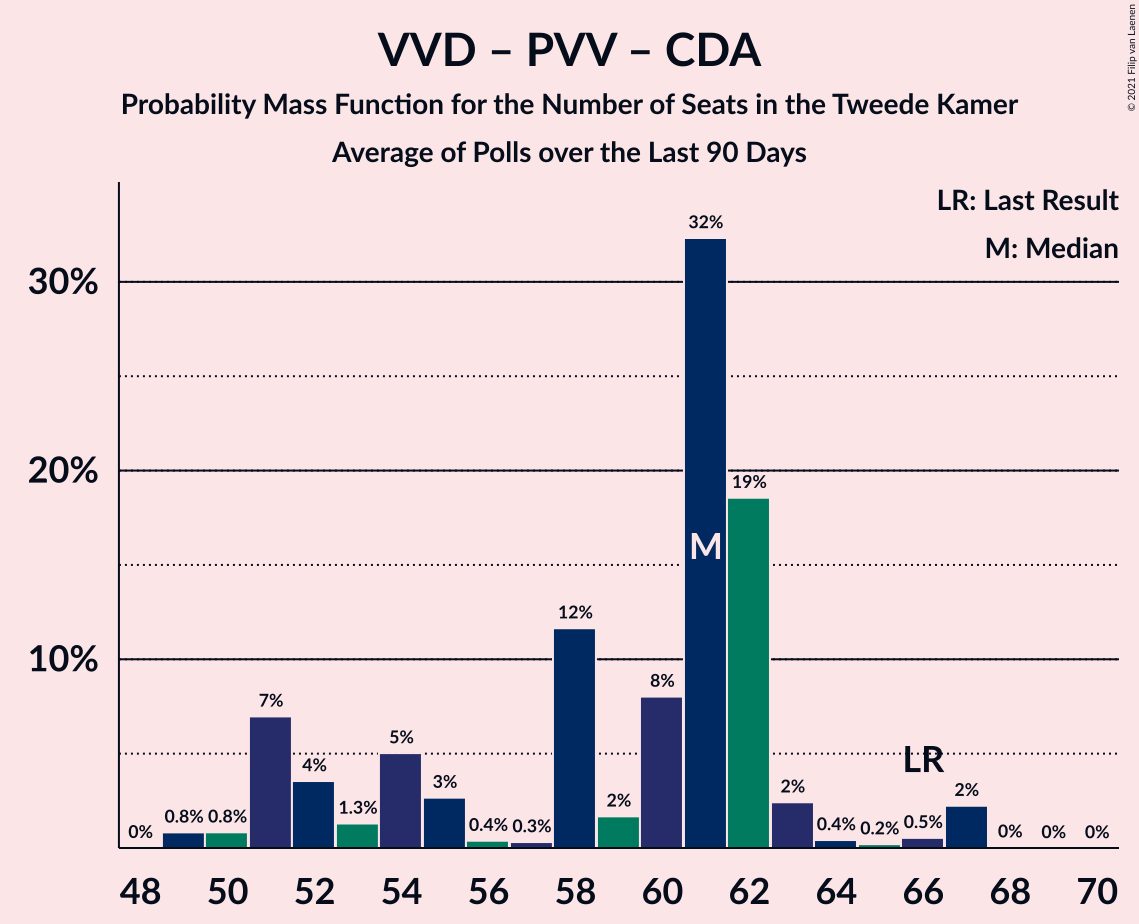 VVD – PVV – CDA
Probability Mass Function for the Number of Seats in the Tweede Kamer
Average of Polls over the Last 90 Days
© 2021 Filip van Laenen
LR: Last Result
M: Median
30%
20%
10%
0% 0.8% 0.8% 7% 4% 1.3% 5% 3% 0.4% 0.3% 12% 2% 8% 32% 19% 2% 0.4% 0.2% 0.5% 2% 0% 0% 0%
M
LR
48 50 52 54 56 58 60 62 64 66 68 70